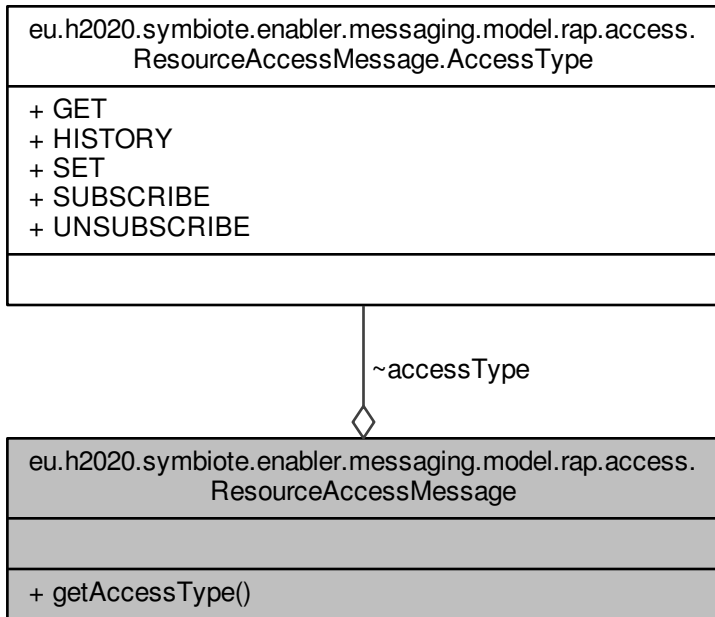 eu.h2020.symbiote.enabler.messaging.model.rap.access.
ResourceAccessMessage.AccessType
+ GET
+ HISTORY
+ SET
+ SUBSCRIBE
+ UNSUBSCRIBE
~accessType
eu.h2020.symbiote.enabler.messaging.model.rap.access.
ResourceAccessMessage
+ getAccessType()